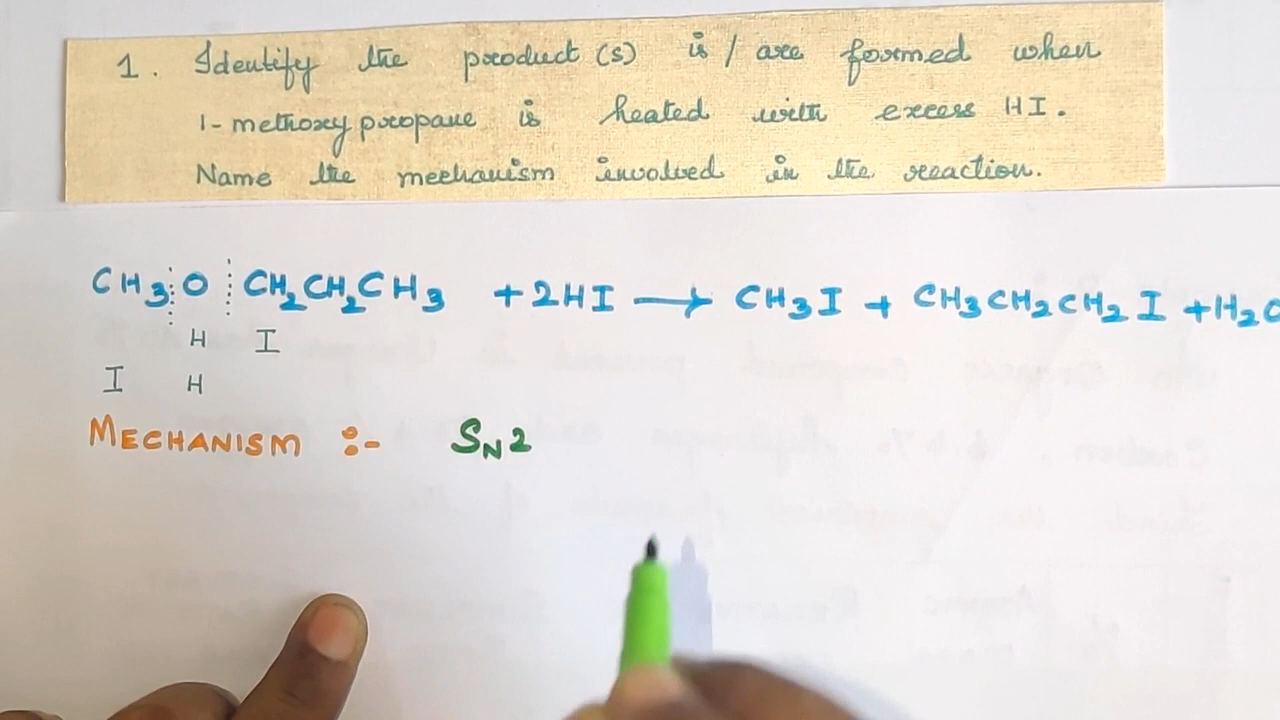 1. Identify the product (s) is / are formed when
1-methoxy propane is heated with excess HI.
Name the mechanism involved in the reaction.
CH3 O CH2CH2CH3 + 2HI → CH3I + CH3CH2CH2I + H2O
H I
I H
MECHANISM :- SN2